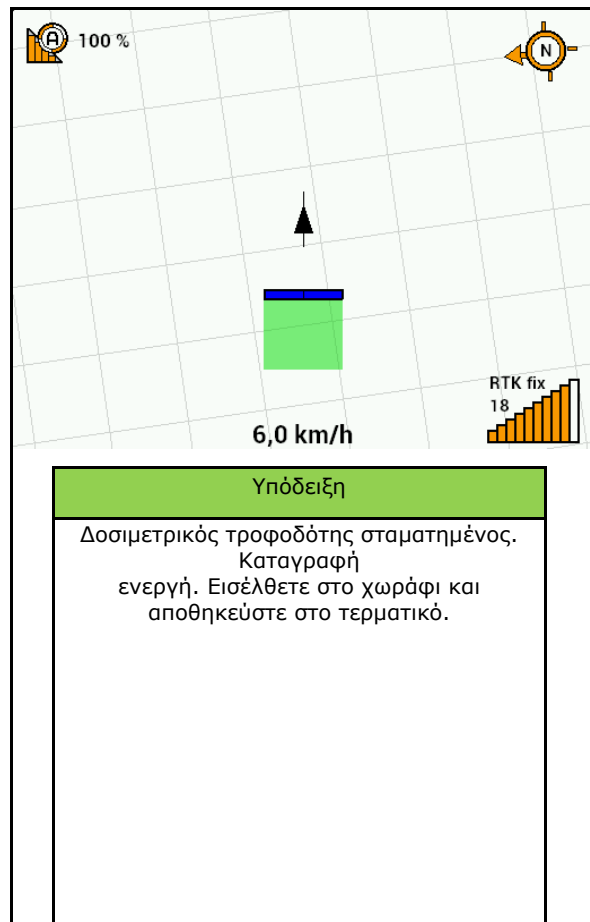 A 100 %
N
RTK fix
18
6,0 km/h
Υπόδειξη
Δοσιμετρικός τροφοδότης σταματημένος.
Καταγραφή
ενεργή. Εισέλθετε στο χωράφι και
αποθηκεύστε στο τερματικό.